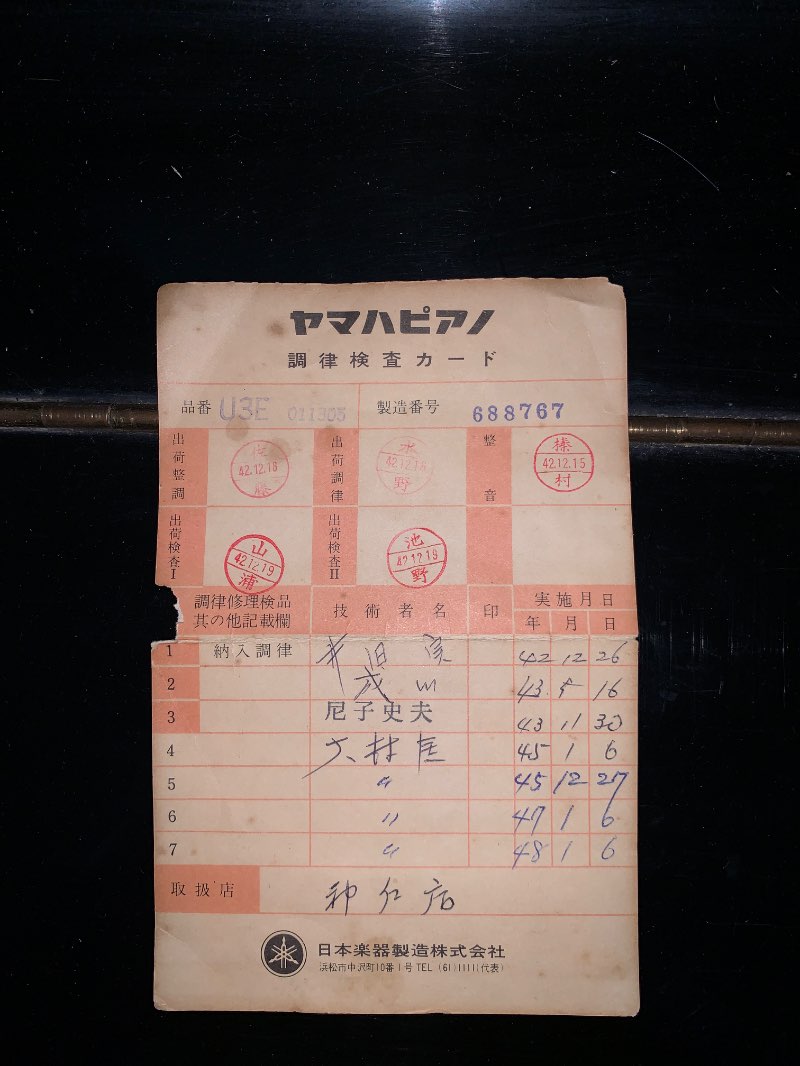 ヤマハピアノ
調律検査カード
品番 U3E 011305 製造番号 688767
出荷整調 佐藤 42.12.16 出荷調律 水野 42.12.16 整音 榛村 42.12.15
出荷検査I 山浦 42.12.19 出荷検査II 池野 42.12.19
調律修理検品其の他記載欄 技術者名 印 実施月日
年 月 日
1 納入調律 42 12 26
2 43 5 16
3 尼子史夫 43 11 30
4 45 1 6
5 〃 45 12 27
6 〃 47 1 6
7 〃 48 1 6
取扱店
日本楽器製造株式会社
浜松市中沢町10番1号 TEL (61)1111(代表)